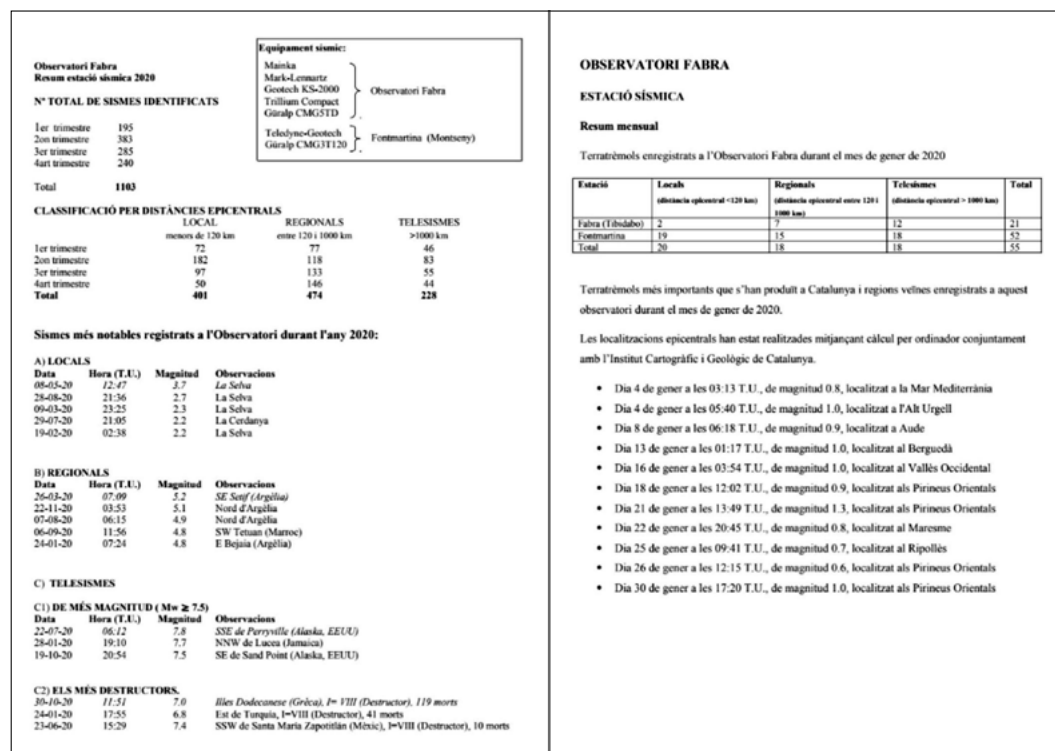 Observatori Fabra
Resum estació sísmica 2020
Nº TOTAL DE SISMES IDENTIFICATS
1er trimestre 195
2on trimestre 383
3er trimestre 285
4art trimestre 240
Total 1103
Equipament sísmic:
Mainka
Mark-Lennartz
Geotech KS-2000
Trillium Compact
Güralp CMG5TD
Observatori Fabra
Teledyne-Geotech
Güralp CMG3T120
Fontmartina (Montseny)
CLASSIFICACIÓ PER DISTÀNCIES EPICENTRALS
LOCAL REGIONALS TELESISMES
menors de 120 km entre 120 i 1000 km >1000 km
1er trimestre 72 77 46
2on trimestre 182 118 83
3er trimestre 97 133 55
4art trimestre 50 146 44
Total 401 474 228
Sismes més notables registrats a l'Observatori durant l'any 2020:
A) LOCALS
Data Hora (T.U.) Magnitud Observacions
08-05-20 12:47 3.7 La Selva
28-08-20 21:36 2.7 La Selva
09-03-20 23:25 2.3 La Selva
29-07-20 21:05 2.2 La Cerdanya
19-02-20 02:38 2.2 La Selva
B) REGIONALS
Data Hora (T.U.) Magnitud Observacions
26-03-20 07:09 5.2 SE Setif (Argèlia)
22-11-20 03:53 5.1 Nord d'Argèlia
07-08-20 06:15 4.9 Nord d'Argèlia
06-09-20 11:56 4.8 SW Tetuan (Marroc)
24-01-20 07:24 4.8 E Bejaia (Argèlia)
C) TELESISMES
C1) DE MÉS MAGNITUD ( Mw ≥ 7.5)
Data Hora (T.U.) Magnitud Observacions
22-07-20 06:12 7.8 SSE de Perryville (Alaska, EEUU)
28-01-20 19:10 7.7 NNW de Lucea (Jamaica)
19-10-20 20:54 7.5 SE de Sand Point (Alaska, EEUU)
C2) ELS MÉS DESTRUCTORS.
30-10-20 11:51 7.0 Illes Dodecanese (Grêca), I= VIII (Destructor), 119 morts
24-01-20 17:55 6.8 Est de Turquia, I=VIII (Destructor), 41 morts
23-06-20 15:29 7.4 SSW de Santa María Zapotitlán (Mèxic), I=VIII (Destructor), 10 morts
OBSERVATORI FABRA
ESTACIÓ SÍSMICA
Resum mensual
Terratrèmols enregistrats a l'Observatori Fabra durant el mes de gener de 2020
Estació Locals Regionals Telesismes Total
(distància epicentral <120 km) (distància epicentral entre 120 i 1000 km) (distància epicentral > 1000 km)
Fabra (Tibidabo) 2 7 12 21
Fontmartina 19 15 18 52
Total 20 18 18 55
Terratrèmols més importants que s'han produït a Catalunya i regions veïnes enregistrats a aquest
observatori durant el mes de gener de 2020.
Les localitzacions epicentrals han estat realitzades mitjançant càlcul per ordinador conjuntament
amb l'Institut Cartogràfic i Geològic de Catalunya.
• Dia 4 de gener a les 03:13 T.U., de magnitud 0.8, localitzat a la Mar Mediterrània
• Dia 4 de gener a les 05:40 T.U., de magnitud 1.0, localitzat a l'Alt Urgell
• Dia 8 de gener a les 06:18 T.U., de magnitud 0.9, localitzat a Aude
• Dia 13 de gener a les 01:17 T.U., de magnitud 1.0, localitzat al Berguedà
• Dia 16 de gener a les 03:54 T.U., de magnitud 1.0, localitzat al Vallès Occidental
• Dia 18 de gener a les 12:02 T.U., de magnitud 0.9, localitzat als Pirineus Orientals
• Dia 21 de gener a les 13:49 T.U., de magnitud 1.3, localitzat als Pirineus Orientals
• Dia 22 de gener a les 20:45 T.U., de magnitud 0.8, localitzat al Maresme
• Dia 25 de gener a les 09:41 T.U., de magnitud 0.7, localitzat al Ripollès
• Dia 26 de gener a les 12:15 T.U., de magnitud 0.6, localitzat als Pirineus Orientals
• Dia 30 de gener a les 17:20 T.U., de magnitud 1.0, localitzat als Pirineus Orientals